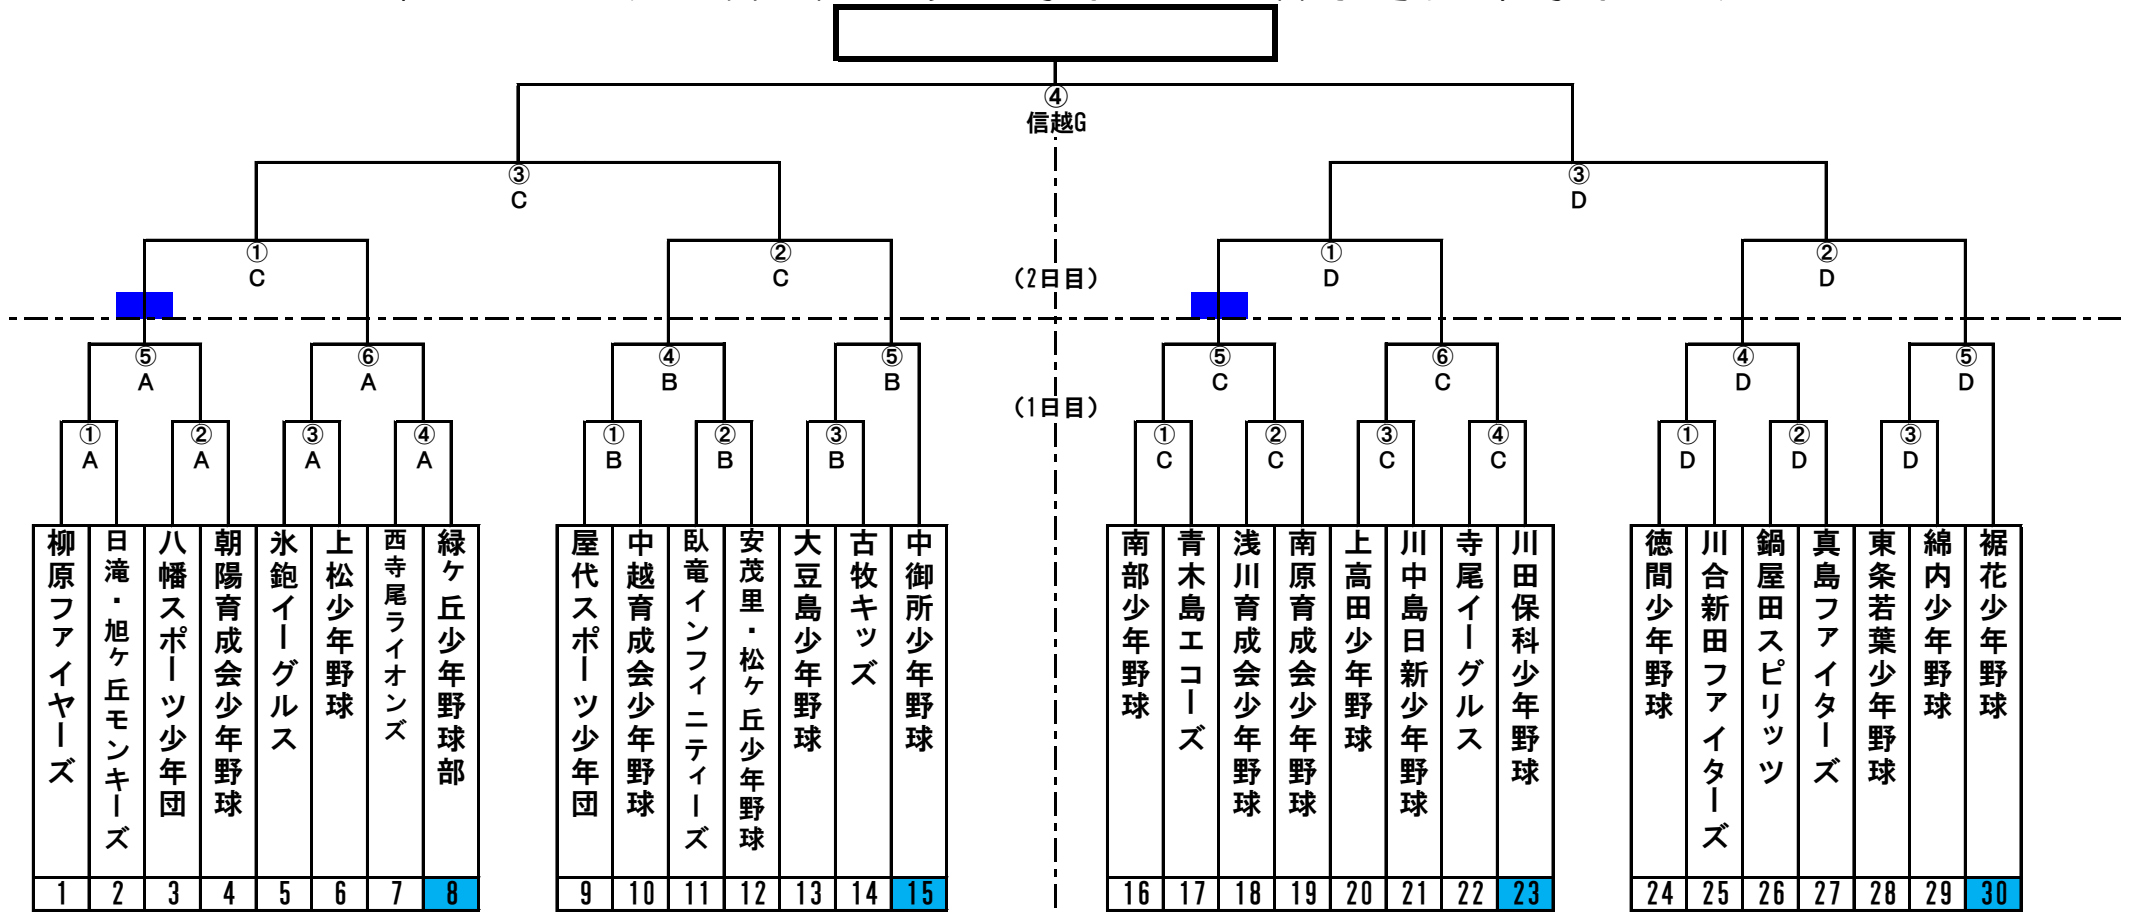 ④
信越G
③
C
③
D
①
C
②
C
(2日目)
①
D
②
D
⑤
A
⑥
A
④
B
⑤
B
⑤
C
⑥
C
④
D
⑤
D
(1日目)
①
A
②
A
③
A
④
A
①
B
②
B
③
B
①
C
②
C
③
C
④
C
①
D
②
D
③
D
柳原ファイヤーズ
日滝・旭ヶ丘モンキーズ
八幡スポーツ少年団
朝陽育成会少年野球
氷鉋イーグルス
上松少年野球
西寺尾ライオンズ
緑ヶ丘少年野球部
屋代スポーツ少年団
中越育成会少年野球
臥竜インフィニティーズ
安茂里・松ヶ丘少年野球
大豆島少年野球
古牧キッズ
中御所少年野球
南部少年野球
青木島エコーズ
浅川育成会少年野球
南原育成会少年野球
上高田少年野球
川中島日新少年野球
寺尾イーグルス
川田保科少年野球
徳間少年野球
川合新田ファイターズ
鍋屋田スピリッツ
真島ファイターズ
東条若葉少年野球
綿内少年野球
裾花少年野球
1 2 3 4 5 6 7 8 9 10 11 12 13 14 15 16 17 18 19 20 21 22 23 24 25 26 27 28 29 30